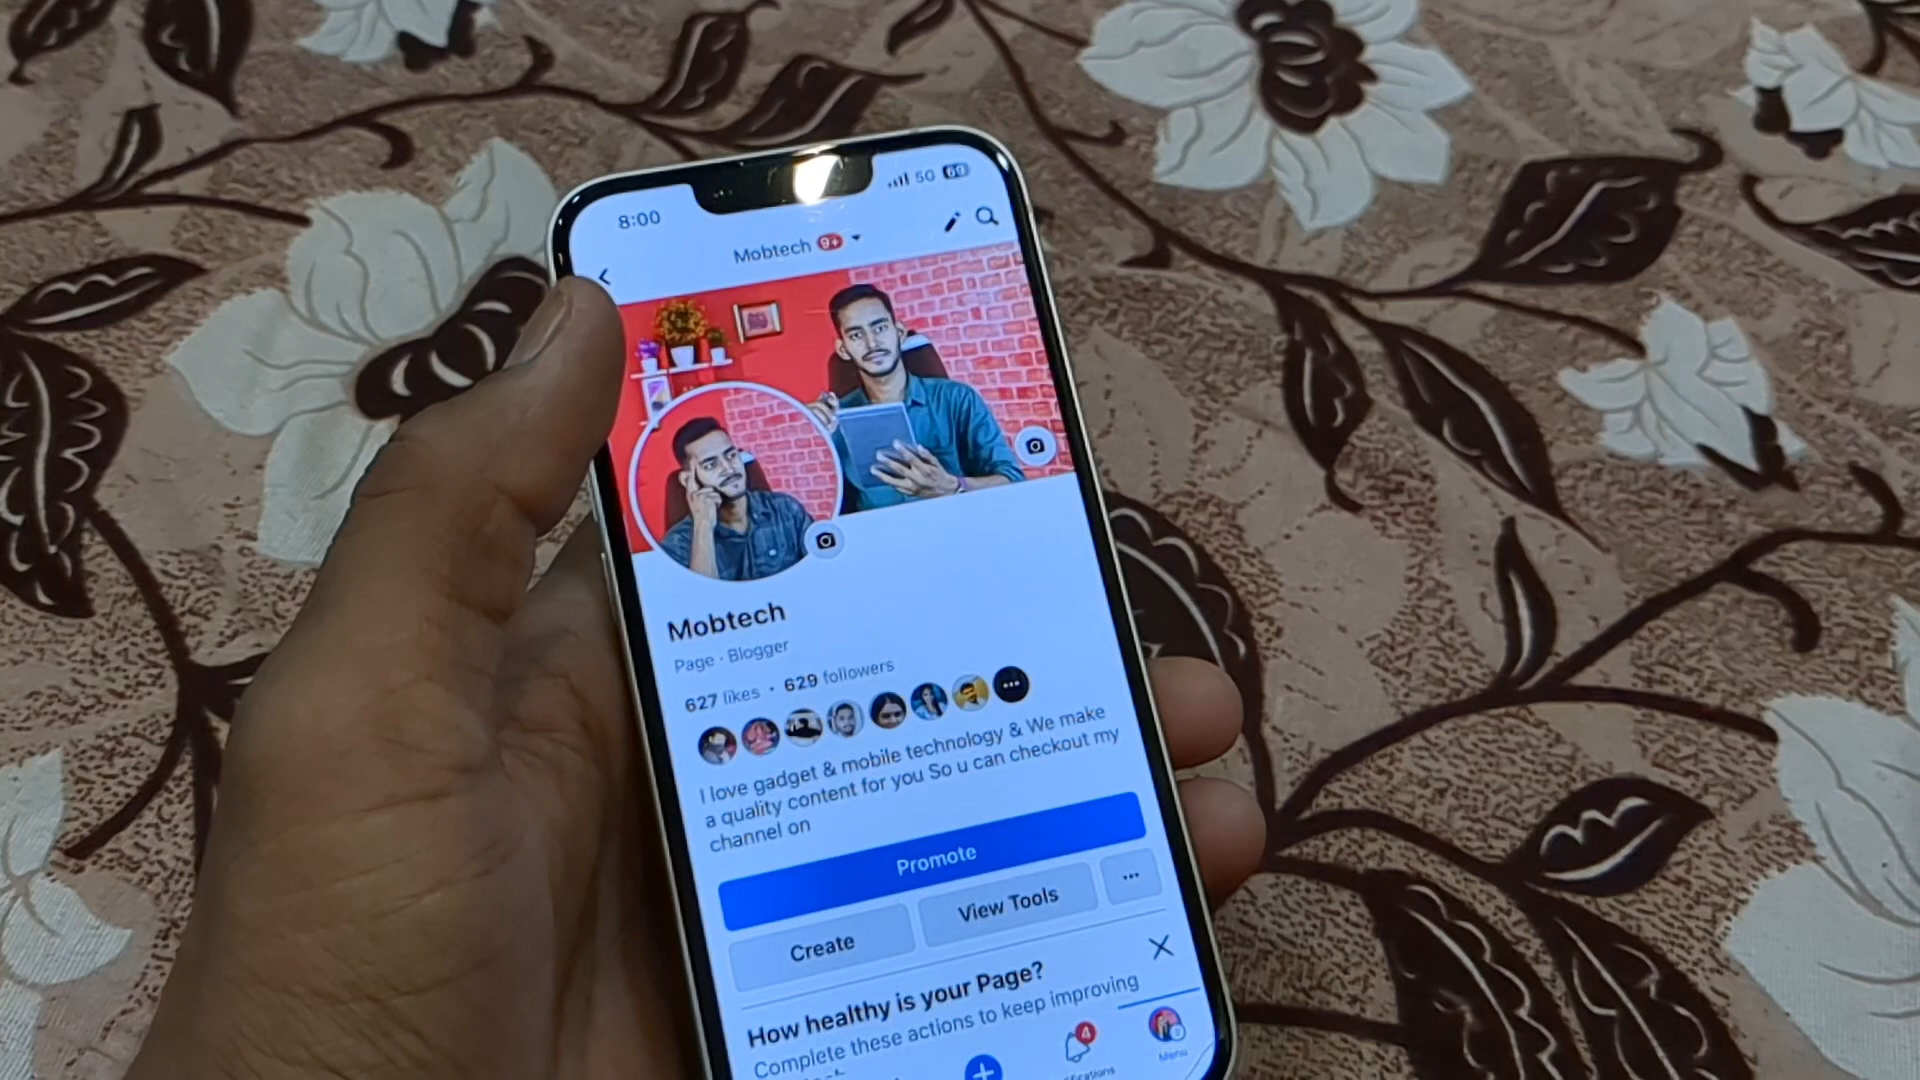 8:00 5G 69
Mobtech 9+
Mobtech
Page · Blogger
627 likes · 629 followers
I love gadget & mobile technology & We make
a quality content for you So u can checkout my
channel on
Promote
Create View Tools
How healthy is your Page?
Complete these actions to keep improving
4
Menu